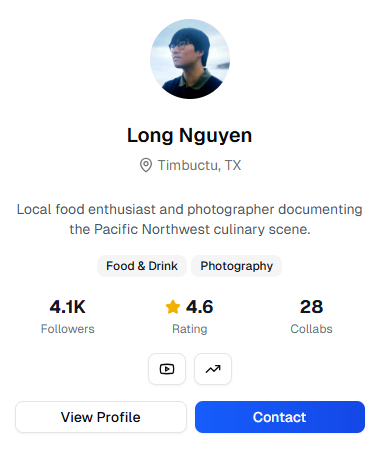 Long Nguyen
Timbuctu, TX
Local food enthusiast and photographer documenting
the Pacific Northwest culinary scene.
Food & Drink Photography
4.1K 4.6 28
Followers Rating Collabs
View Profile Contact